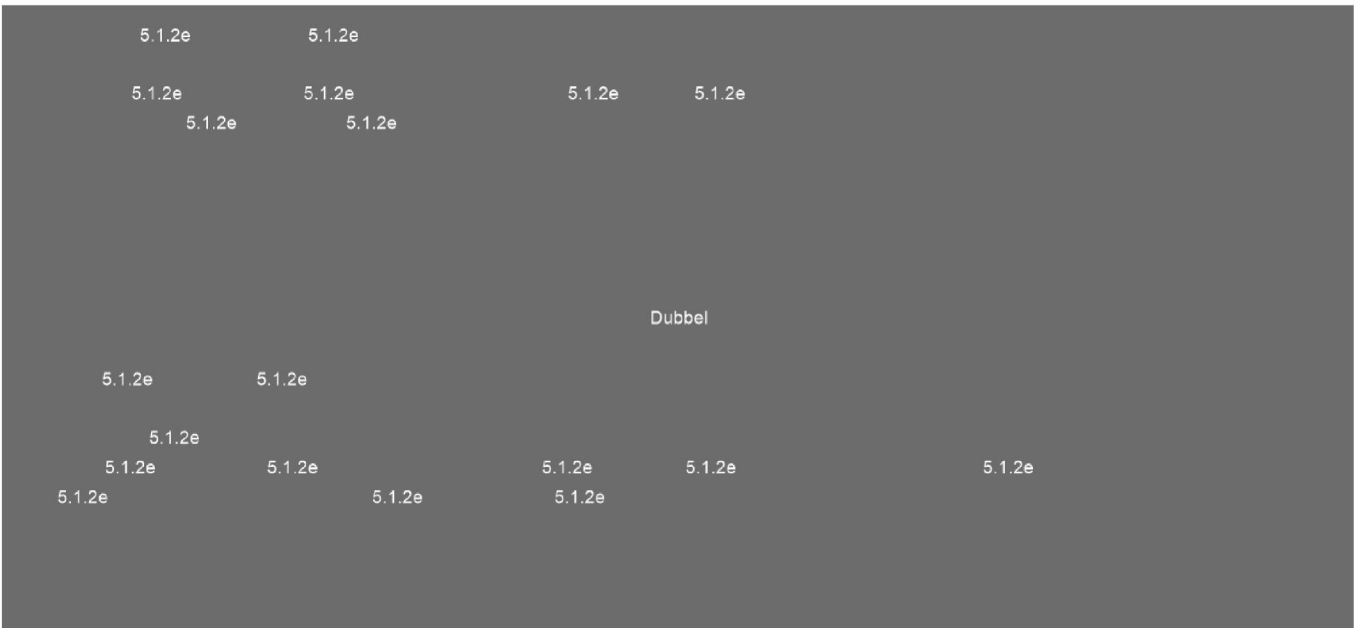 5.1.2e 5.1.2e
5.1.2e 5.1.2e 5.1.2e 5.1.2e
5.1.2e 5.1.2e
Dubbel
5.1.2e 5.1.2e
5.1.2e
5.1.2e 5.1.2e 5.1.2e 5.1.2e 5.1.2e
5.1.2e 5.1.2e 5.1.2e